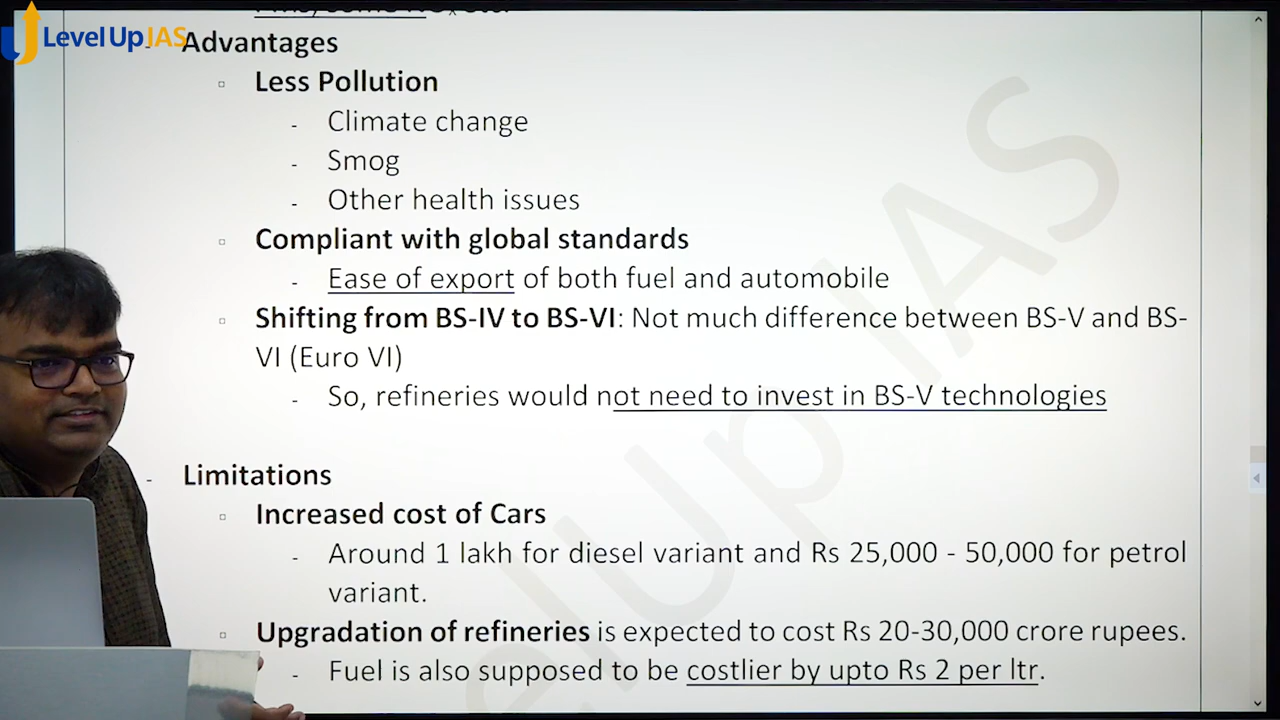 LevelUp IAS
- Advantages
▫ Less Pollution
- Climate change
- Smog
- Other health issues
▫ Compliant with global standards
- Ease of export of both fuel and automobile
▫ Shifting from BS-IV to BS-VI: Not much difference between BS-V and BS-
VI (Euro VI)
- So, refineries would not need to invest in BS-V technologies
- Limitations
▫ Increased cost of Cars
- Around 1 lakh for diesel variant and Rs 25,000 - 50,000 for petrol
variant.
▫ Upgradation of refineries is expected to cost Rs 20-30,000 crore rupees.
- Fuel is also supposed to be costlier by upto Rs 2 per ltr.
LevelUp IAS